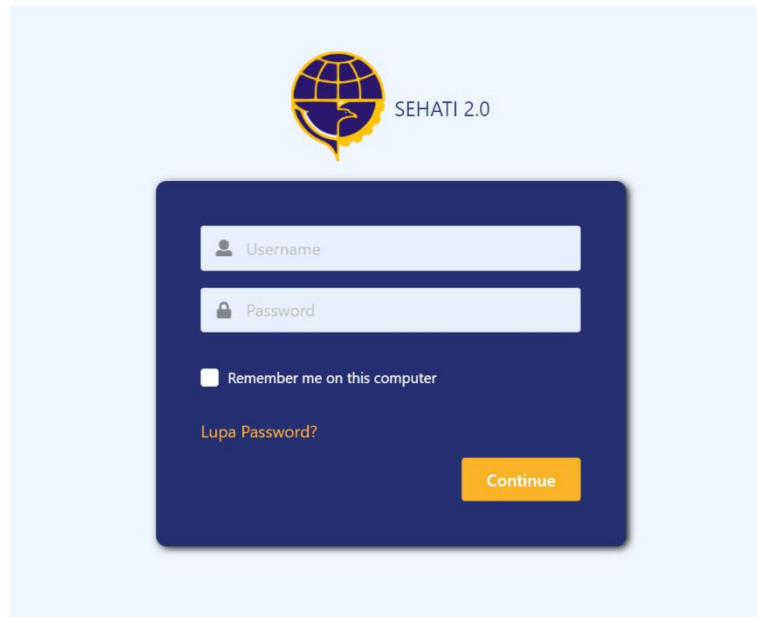 SEHATI 2.0
Username
Password
Remember me on this computer
Lupa Password?
Continue